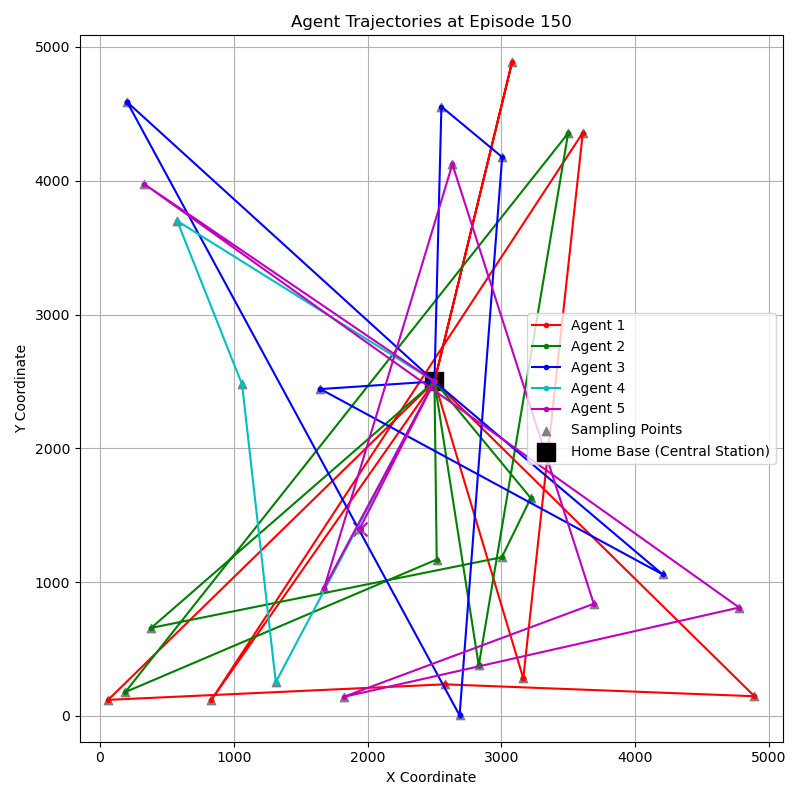 Agent Trajectories at Episode 150
5000
4000
3000
2000
1000
0
Y Coordinate
Agent 1
Agent 2
Agent 3
Agent 4
Agent 5
Sampling Points
Home Base (Central Station)
0 1000 2000 3000 4000 5000
X Coordinate